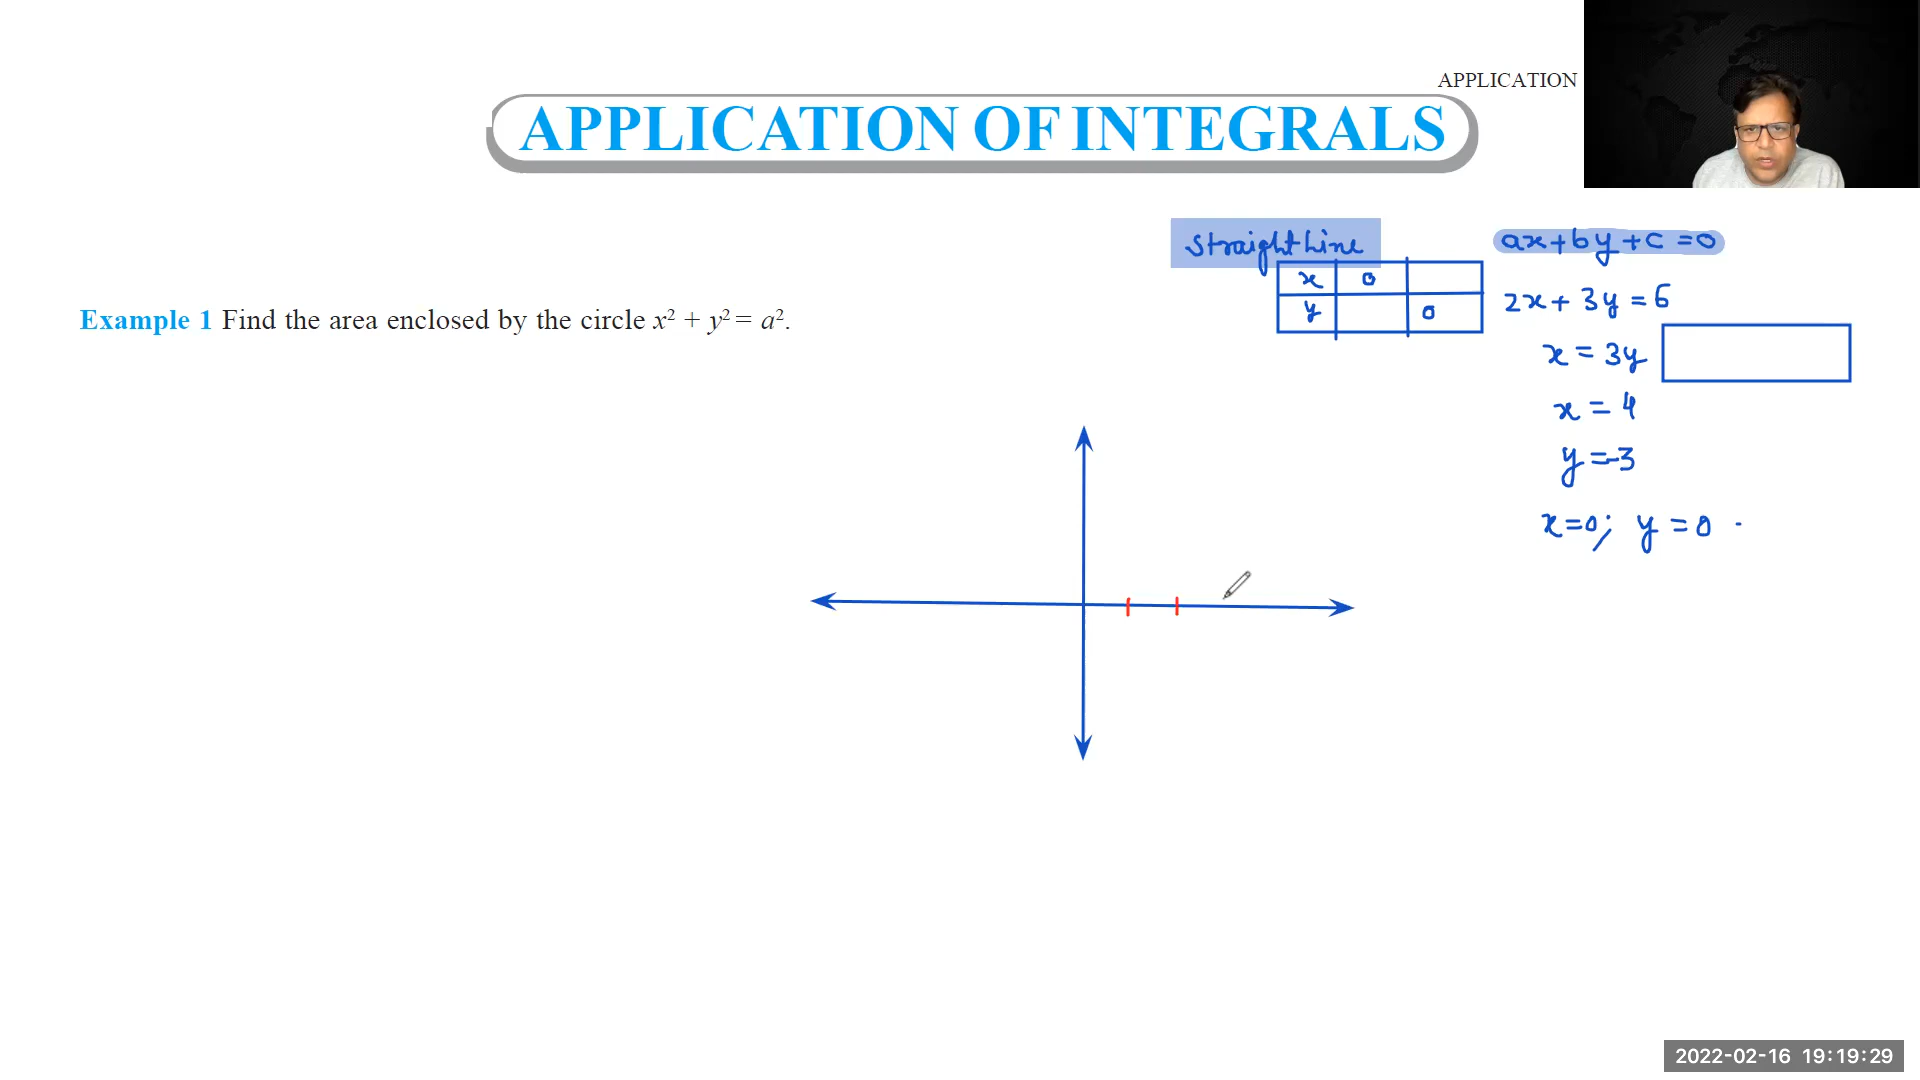 APPLICATION
APPLICATION OF INTEGRALS
Straight Line
ax+by+c=0
x 0
y 0
2x+3y=6
Example 1 Find the area enclosed by the circle x² + y² = a².
x=3y
x=4
y=-3
x=0; y=0
2022-02-16 19:19:29